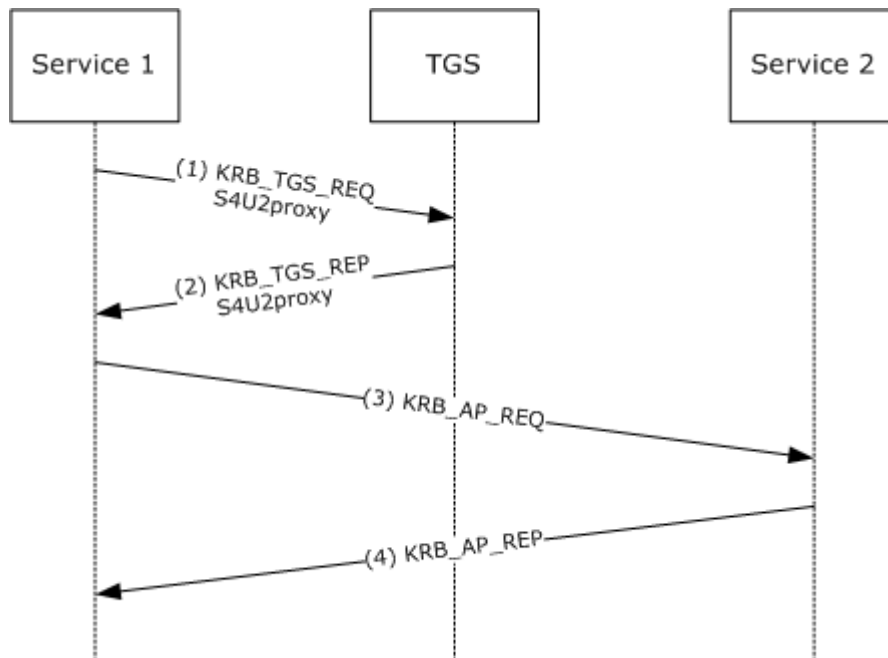 Service 1
TGS
Service 2
(1) KRB_TGS_REQ
S4U2proxy
(2) KRB_TGS_REP
S4U2proxy
(3) KRB_AP_REQ
(4) KRB_AP_REP